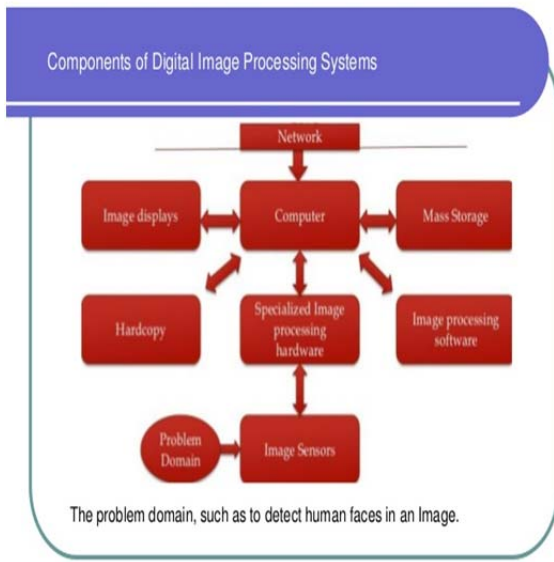 Components of Digital Image Processing Systems
Network
Image displays
Computer
Mass Storage
Hardcopy
Specialized Image
processing
hardware
Image processing
software
Problem
Domain
Image Sensors
The problem domain, such as to detect human faces in an Image.